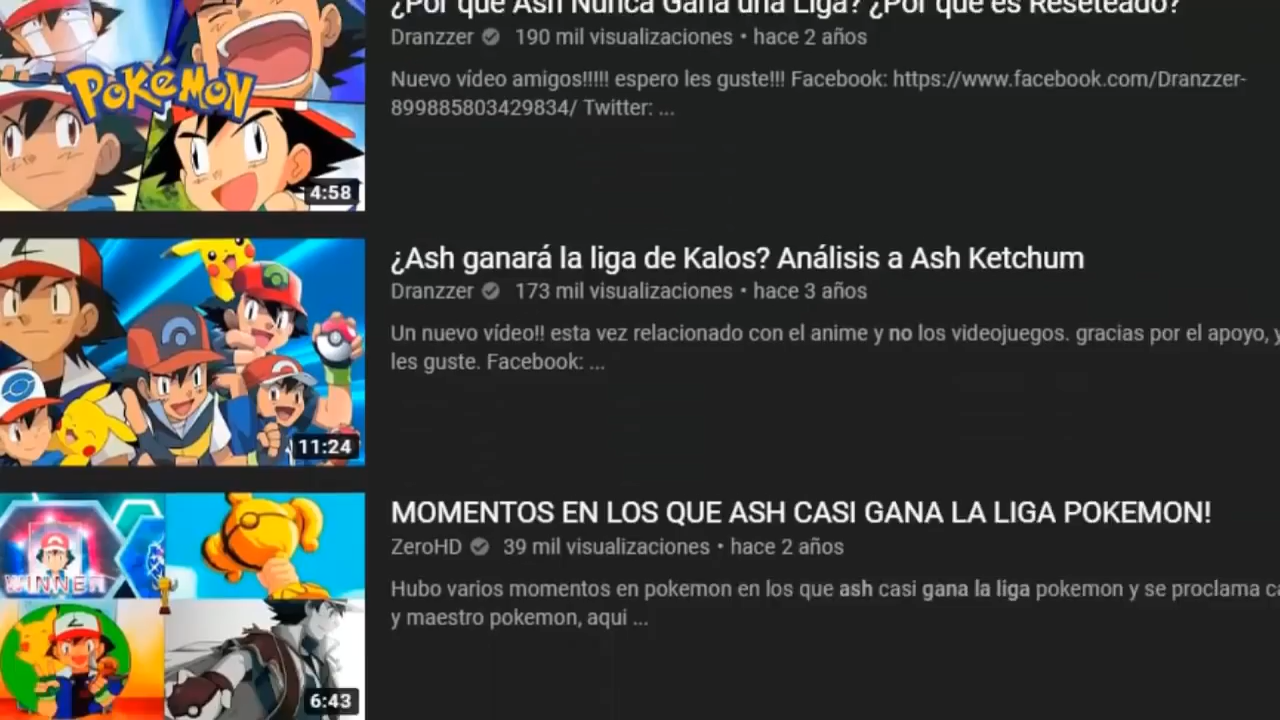 ¿Por qué Ash Nunca Gana una Liga? ¿Por qué es Reseteado?
Dranzzer 190 mil visualizaciones • hace 2 años
Nuevo vídeo amigos!!!!! espero les guste!!! Facebook: https://www.facebook.com/Dranzzer-
899885803429834/ Twitter: ...
POKéMON
4:58
¿Ash ganará la liga de Kalos? Análisis a Ash Ketchum
Dranzzer 173 mil visualizaciones • hace 3 años
Un nuevo vídeo!! esta vez relacionado con el anime y no los videojuegos. gracias por el apoyo, y
les guste. Facebook: ...
11:24
MOMENTOS EN LOS QUE ASH CASI GANA LA LIGA POKEMON!
ZeroHD 39 mil visualizaciones • hace 2 años
Hubo varios momentos en pokemon en los que ash casi gana la liga pokemon y se proclama ca
y maestro pokemon, aqui ...
WINNER
6:43